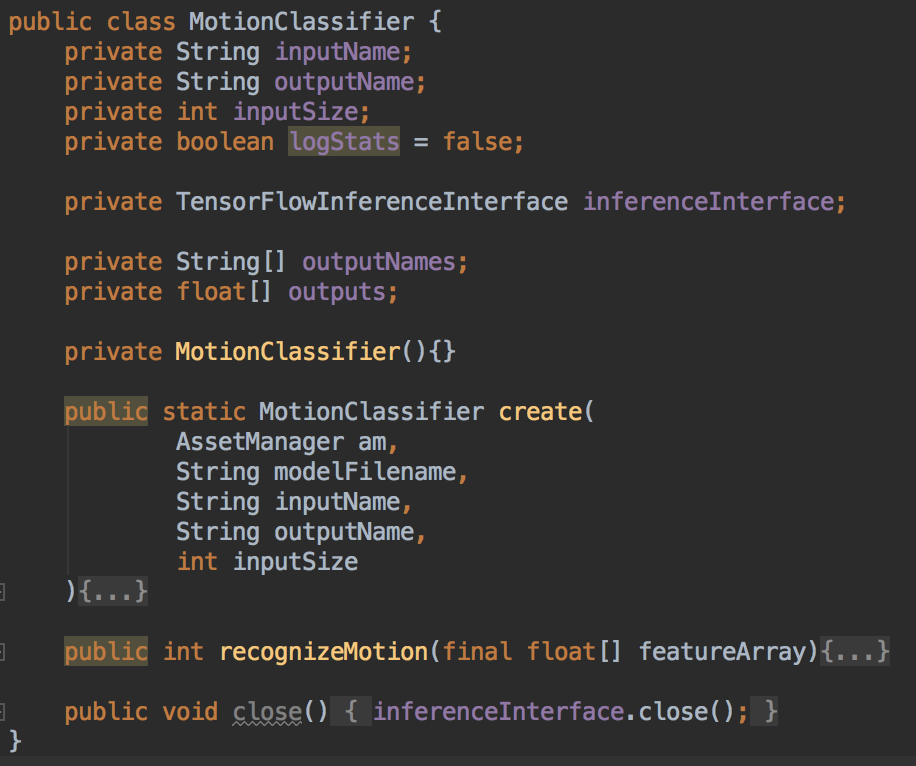 public class MotionClassifier {
    private String inputName;
    private String outputName;
    private int inputSize;
    private boolean logStats = false;

    private TensorFlowInferenceInterface inferenceInterface;

    private String[] outputNames;
    private float[] outputs;

    private MotionClassifier(){}

    public static MotionClassifier create(
            AssetManager am,
            String modelFilename,
            String inputName,
            String outputName,
            int inputSize
    ){...}

    public int recognizeMotion(final float[] featureArray){...}

    public void close() { inferenceInterface.close(); }
}